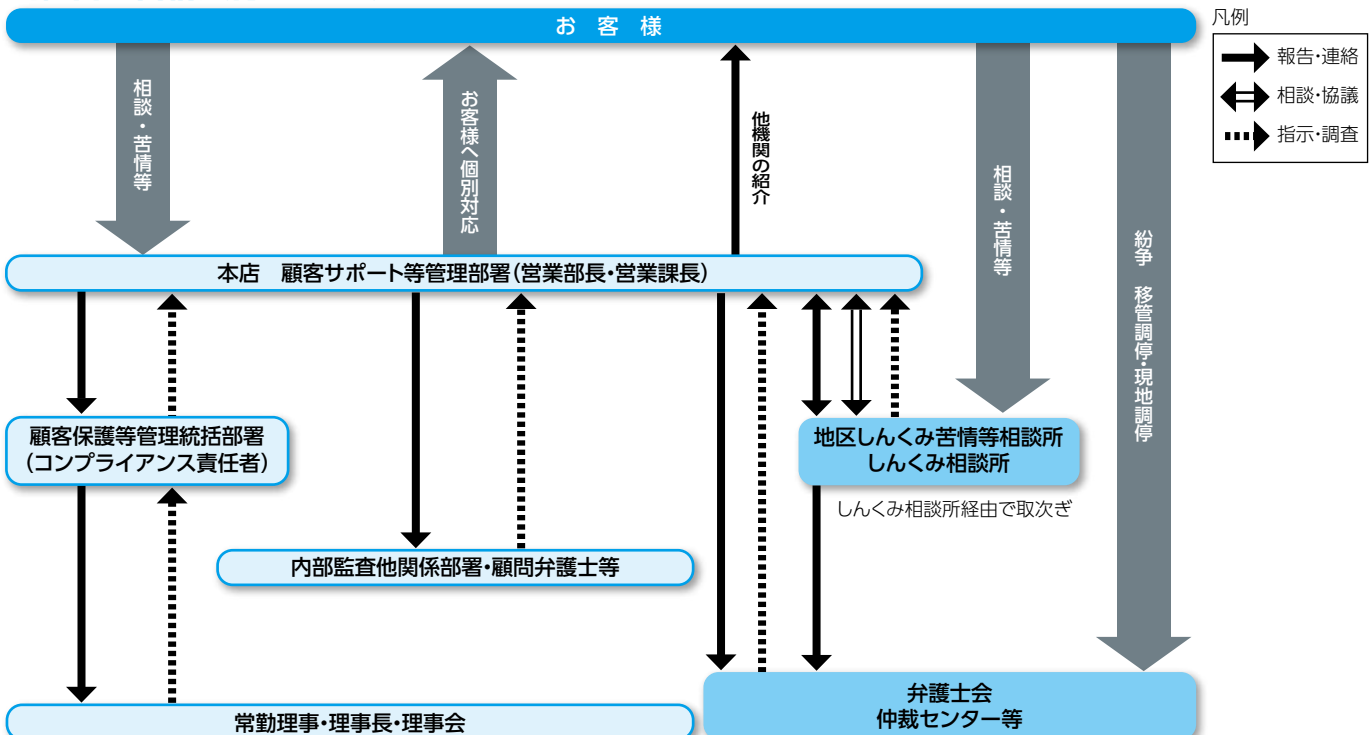 お客様
凡例
報告・連絡
相談・協議
指示・調査
相談・苦情等
お客様へ個別対応
他機関の紹介
相談・苦情等
紛争 移管調停・現地調停
本店 顧客サポート等管理部署(営業部長・営業課長)
顧客保護等管理統括部署
(コンプライアンス責任者)
地区しんくみ苦情等相談所
しんくみ相談所
しんくみ相談所経由で取次ぎ
内部監査他関係部署・顧問弁護士等
常勤理事・理事長・理事会
弁護士会
仲裁センター等